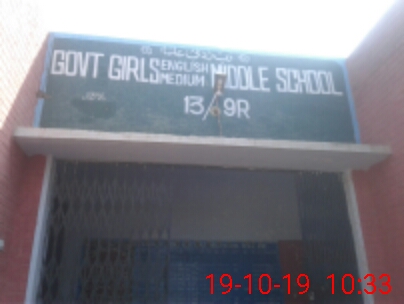 GOVT GIRLS ENGLISH MEDIUM MIDDLE SCHOOL
13/9R
19-10-19 10:33